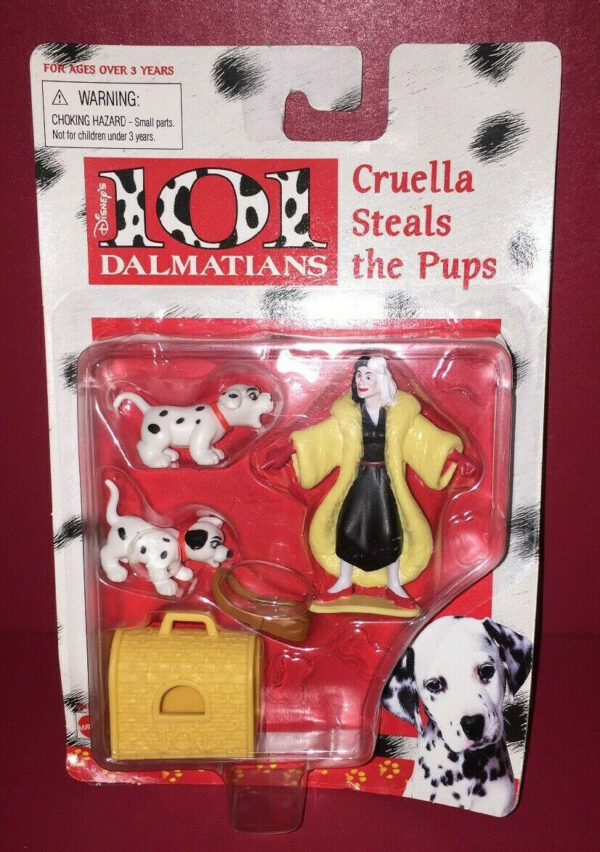 FOR AGES OVER 3 YEARS
⚠ WARNING:
CHOKING HAZARD - Small parts.
Not for children under 3 years.
DISNEY'S
101
DALMATIANS
Cruella
Steals
the Pups